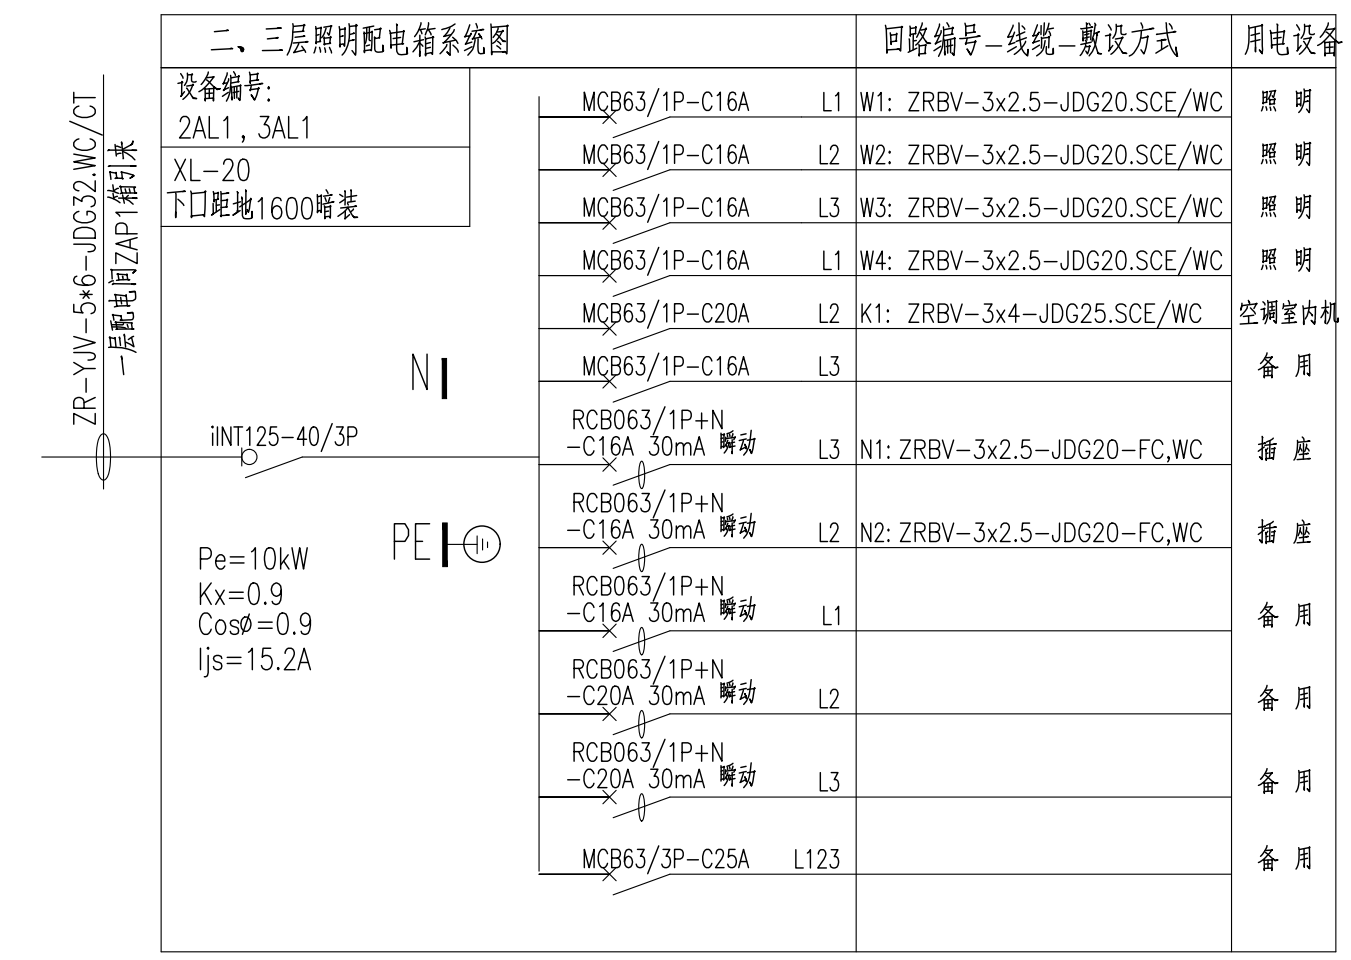 二、三层照明配电箱系统图
回路编号-线缆-敷设方式
用电设备
设备编号:
2AL1, 3AL1
XL-20
下口距地1600暗装
ZR-YJV-5*6-JDG32.WC/CT
一层配电间ZAP1箱引来
iINT125-40/3P
N
PE
Pe=10kW
Kx=0.9
Cosø=0.9
Ijs=15.2A
MCB63/1P-C16A L1 W1: ZRBV-3x2.5-JDG20.SCE/WC 照明
MCB63/1P-C16A L2 W2: ZRBV-3x2.5-JDG20.SCE/WC 照明
MCB63/1P-C16A L3 W3: ZRBV-3x2.5-JDG20.SCE/WC 照明
MCB63/1P-C16A L1 W4: ZRBV-3x2.5-JDG20.SCE/WC 照明
MCB63/1P-C20A L2 K1: ZRBV-3x4-JDG25.SCE/WC 空调室内机
MCB63/1P-C16A L3 备用
RCBO63/1P+N
-C16A 30mA 瞬动 L3 N1: ZRBV-3x2.5-JDG20-FC,WC 插座
RCBO63/1P+N
-C16A 30mA 瞬动 L2 N2: ZRBV-3x2.5-JDG20-FC,WC 插座
RCBO63/1P+N
-C16A 30mA 瞬动 L1 备用
RCBO63/1P+N
-C20A 30mA 瞬动 L2 备用
RCBO63/1P+N
-C20A 30mA 瞬动 L3 备用
MCB63/3P-C25A L123 备用